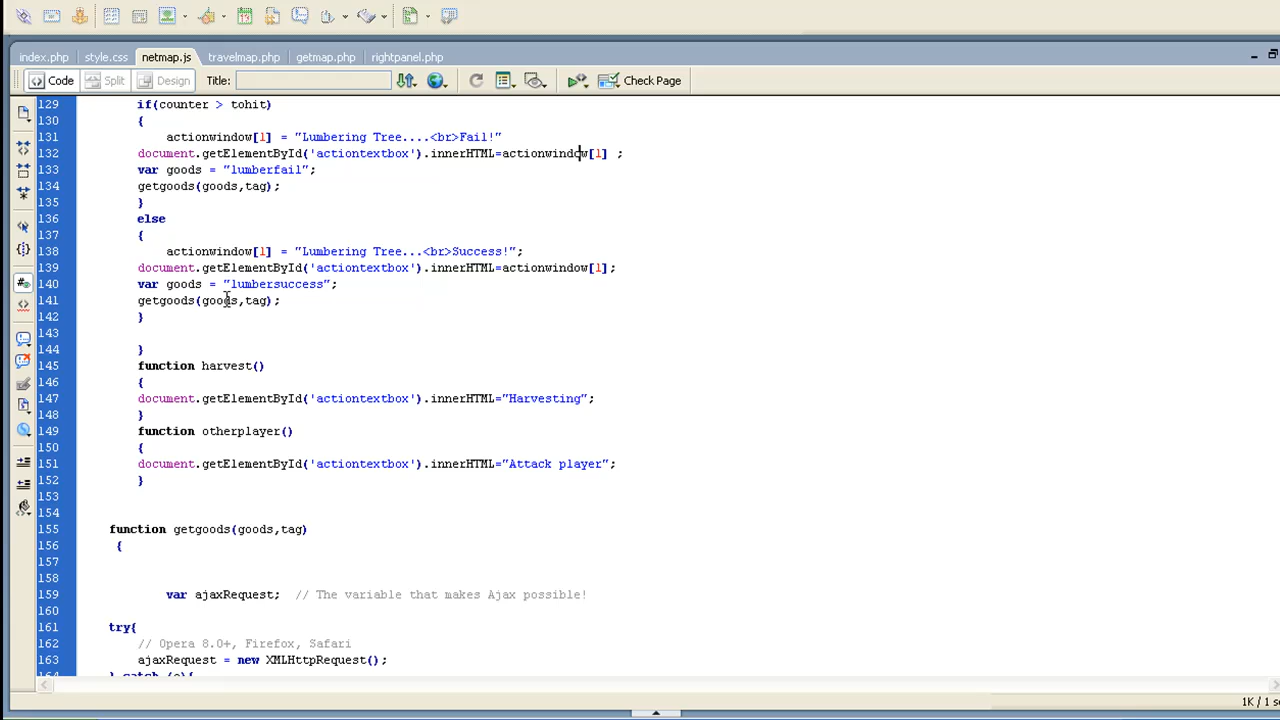 index.php style.css netmap.js travelmap.php getmap.php rightpanel.php
Code Split Design Title: Check Page
129 if(counter > tohit)
130 {
131 actionwindow[1] = "Lumbering Tree....<br>Fail!"
132 document.getElementById('actiontextbox').innerHTML=actionwindow[1] ;
133 var goods = "lumberfail";
134 getgoods(goods,tag);
135 }
136 else
137 {
138 actionwindow[1] = "Lumbering Tree...<br>Success!";
139 document.getElementById('actiontextbox').innerHTML=actionwindow[1];
140 var goods = "lumbersuccess";
141 getgoods(goods,tag);
142 }
143
144 }
145 function harvest()
146 {
147 document.getElementById('actiontextbox').innerHTML="Harvesting";
148 }
149 function otherplayer()
150 {
151 document.getElementById('actiontextbox').innerHTML="Attack player";
152 }
153
154
155 function getgoods(goods,tag)
156 {
157
158
159 var ajaxRequest; // The variable that makes Ajax possible!
160
161 try{
162 // Opera 8.0+, Firefox, Safari
163 ajaxRequest = new XMLHttpRequest();
164 } catch (e){
1K / 1 s